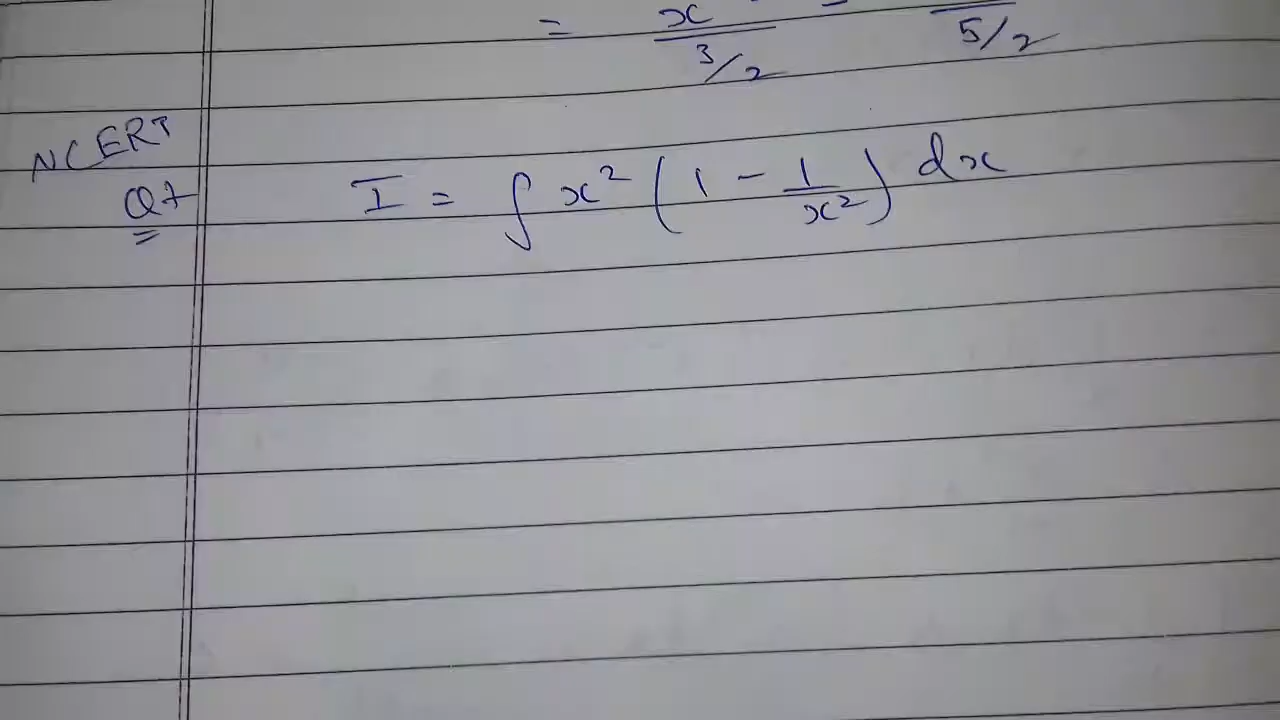 = x/(3/2) - /(5/2)
NCERT
Q7 I = ∫ x² (1 - 1/x²) dx